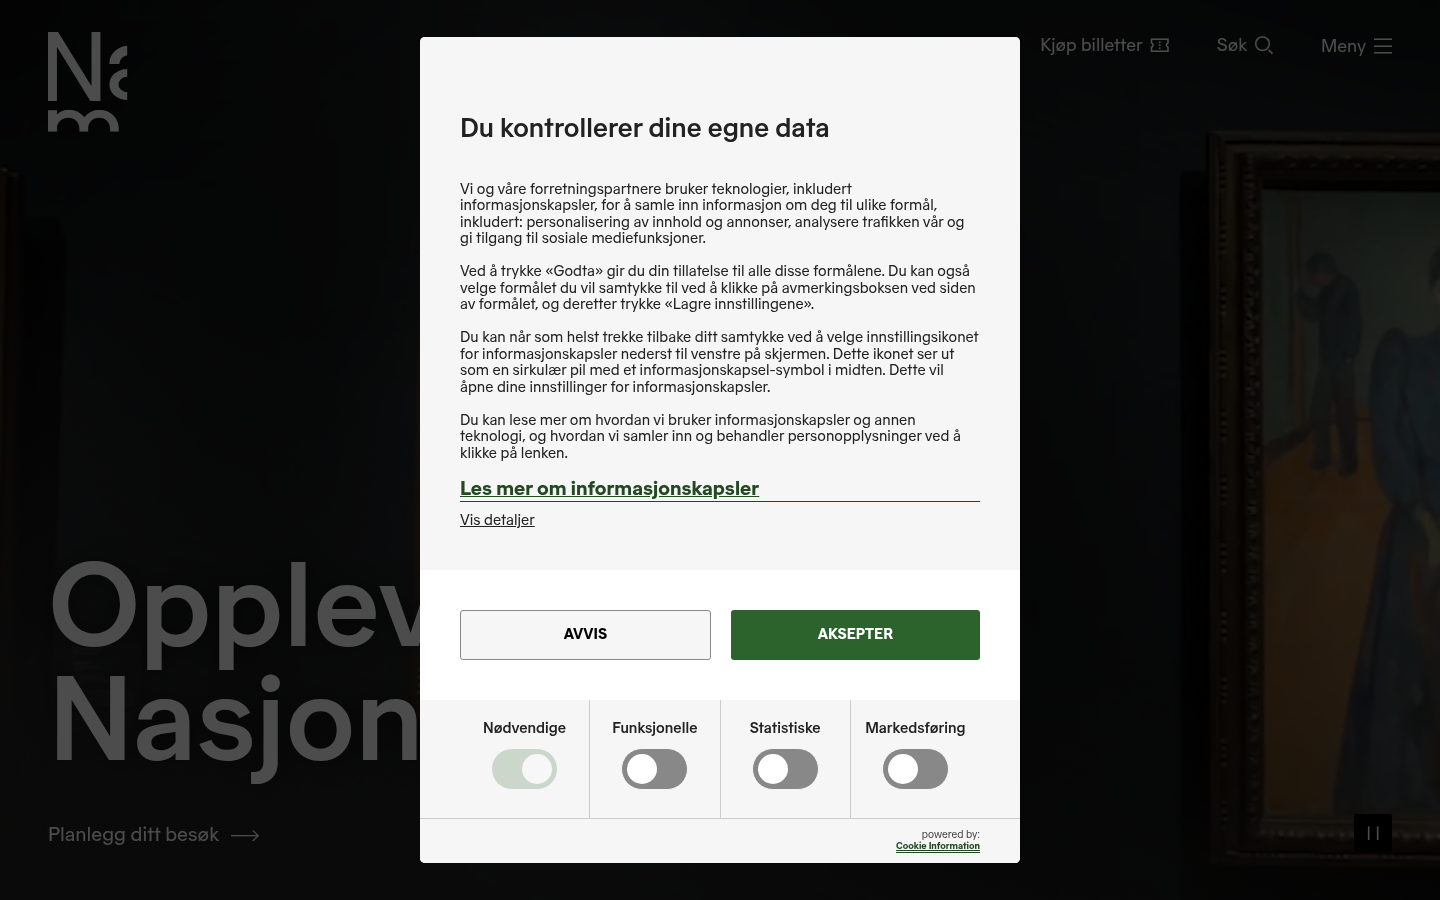 Na
m
Kjøp billetter
Søk
Meny
Du kontrollerer dine egne data
Vi og våre forretningspartnere bruker teknologier, inkludert
informasjonskapsler, for å samle inn informasjon om deg til ulike formål,
inkludert: personalisering av innhold og annonser, analysere trafikken vår og
gi tilgang til sosiale mediefunksjoner.
Ved å trykke «Godta» gir du din tillatelse til alle disse formålene. Du kan også
velge formålet du vil samtykke til ved å klikke på avmerkingsboksen ved siden
av formålet, og deretter trykke «Lagre innstillingene».
Du kan når som helst trekke tilbake ditt samtykke ved å velge innstillingsikonet
for informasjonskapsler nederst til venstre på skjermen. Dette ikonet ser ut
som en sirkulær pil med et informasjonskapsel-symbol i midten. Dette vil
åpne dine innstillinger for informasjonskapsler.
Du kan lese mer om hvordan vi bruker informasjonskapsler og annen
teknologi, og hvordan vi samler inn og behandler personopplysninger ved å
klikke på lenken.
Les mer om informasjonskapsler
Vis detaljer
AVVIS
AKSEPTER
Nødvendige
Funksjonelle
Statistiske
Markedsføring
powered by:
Cookie Information
Opplev
Nasjon
Planlegg ditt besøk